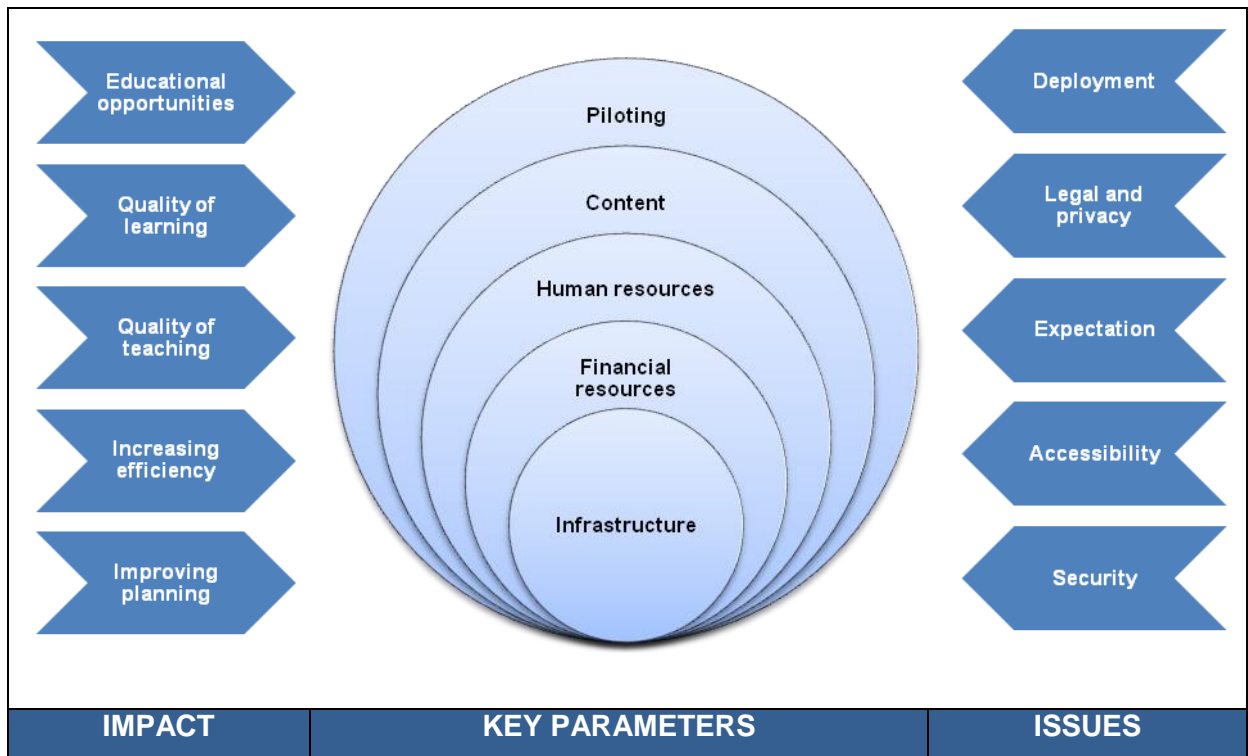 Educational
opportunities
Quality of
learning
Quality of
teaching
Increasing
efficiency
Improving
planning
Piloting
Content
Human resources
Financial
resources
Infrastructure
Deployment
Legal and
privacy
Expectation
Accessibility
Security
IMPACT
KEY PARAMETERS
ISSUES